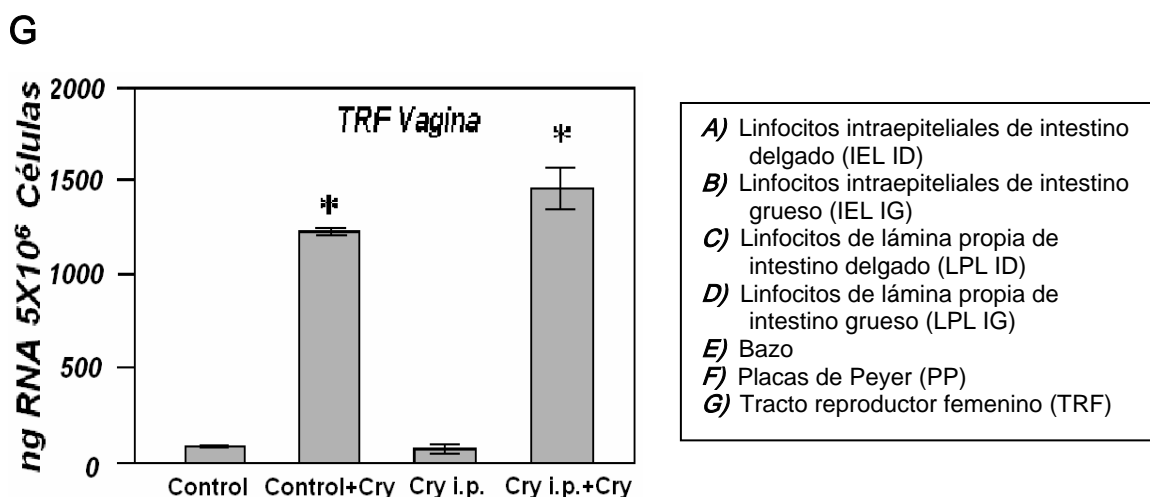 G
2000
1500
1000
500
0
ng RNA 5X10⁶ Células
TRF Vagina
*
*
Control Control+Cry Cry i.p. Cry i.p.+Cry
A) Linfocitos intraepiteliales de intestino
delgado (IEL ID)
B) Linfocitos intraepiteliales de intestino
grueso (IEL IG)
C) Linfocitos de lámina propia de
intestino delgado (LPL ID)
D) Linfocitos de lámina propia de
intestino grueso (LPL IG)
E) Bazo
F) Placas de Peyer (PP)
G) Tracto reproductor femenino (TRF)